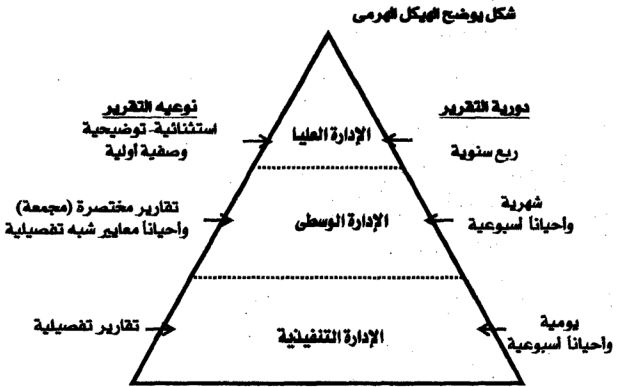 شكل يوضح الهيكل الهرمى
دورية التقرير
نوعيه التقرير
ربع سنوية
الإدارة العليا
استثنائية - توضيحية
وصفية أولية
شهرية
وأحياناً أسبوعية
الإدارة الوسطى
تقارير مختصرة (مجمعة)
وأحياناً معايير شبه تفصيلية
يومية
وأحياناً أسبوعية
الإدارة التنفيذية
تقارير تفصيلية